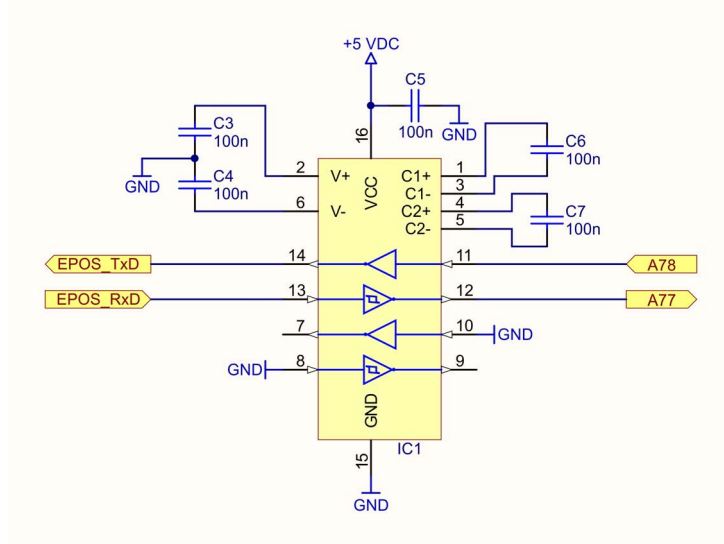 +5 VDC
C5
100n
GND
16
C3
100n
GND
C4
100n
2
V+
6
V-
VCC
C1+
1
C1-
3
C2+
4
C2-
5
C6
100n
C7
100n
EPOS_TxD
14
11
A78
EPOS_RxD
13
12
A77
7
10
GND
GND
8
9
GND
IC1
15
GND